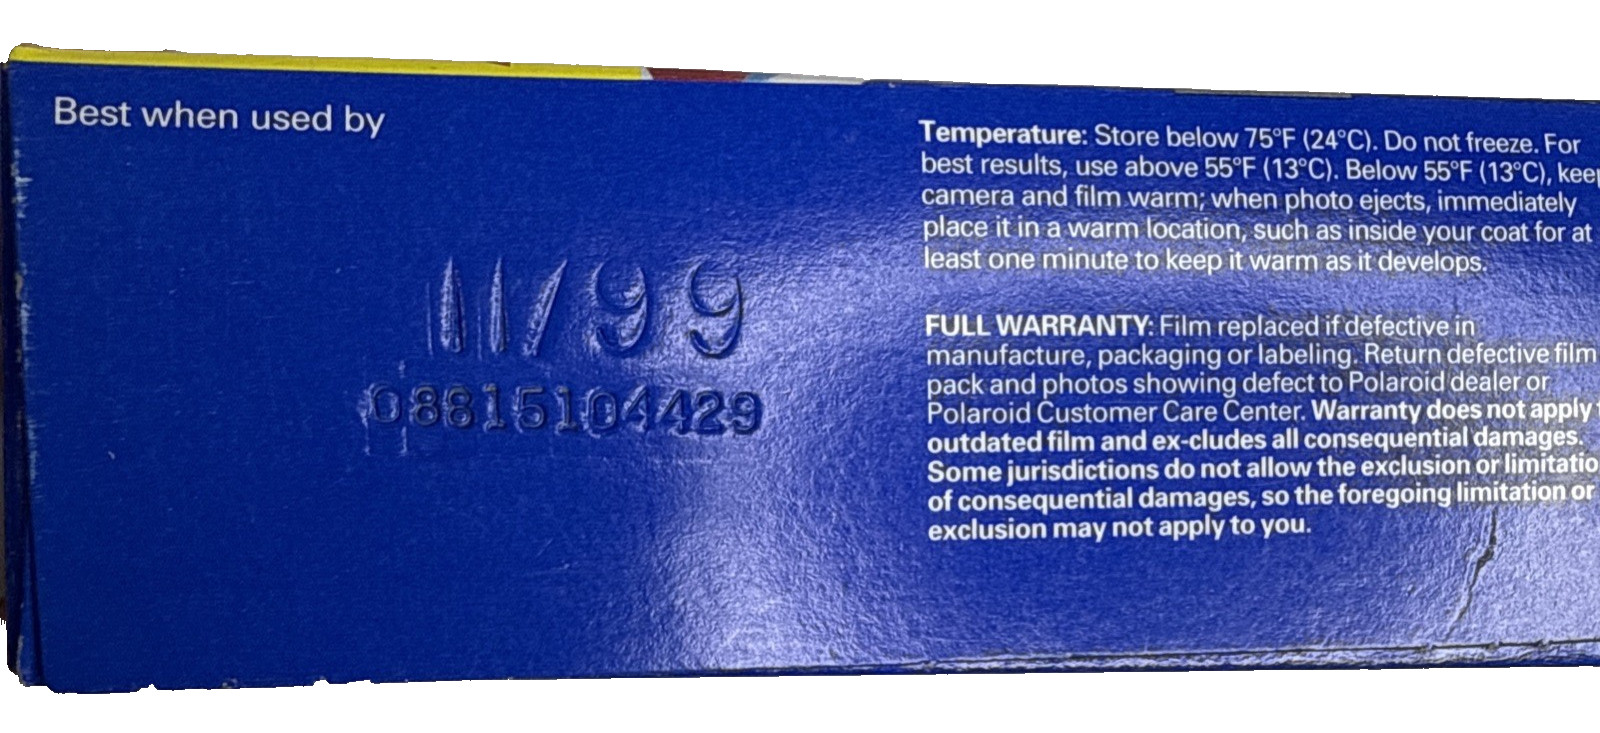 Best when used by
11/99
08815104429
Temperature: Store below 75°F (24°C). Do not freeze. For
best results, use above 55°F (13°C). Below 55°F (13°C), keep
camera and film warm; when photo ejects, immediately
place it in a warm location, such as inside your coat for at
least one minute to keep it warm as it develops.
FULL WARRANTY: Film replaced if defective in
manufacture, packaging or labeling. Return defective film
pack and photos showing defect to Polaroid dealer or
Polaroid Customer Care Center. Warranty does not apply
outdated film and ex-cludes all consequential damages.
Some jurisdictions do not allow the exclusion or limitatio
of consequential damages, so the foregoing limitation or
exclusion may not apply to you.